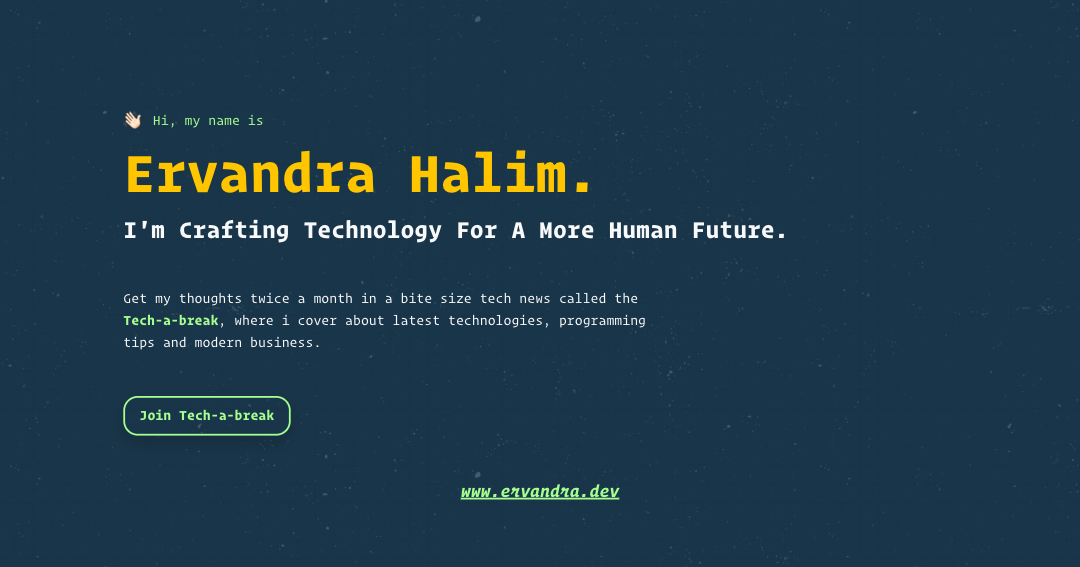 👋🏻 Hi, my name is
Ervandra Halim.
I'm Crafting Technology For A More Human Future.
Get my thoughts twice a month in a bite size tech news called the
Tech-a-break, where i cover about latest technologies, programming
tips and modern business.
Join Tech-a-break
www.ervandra.dev